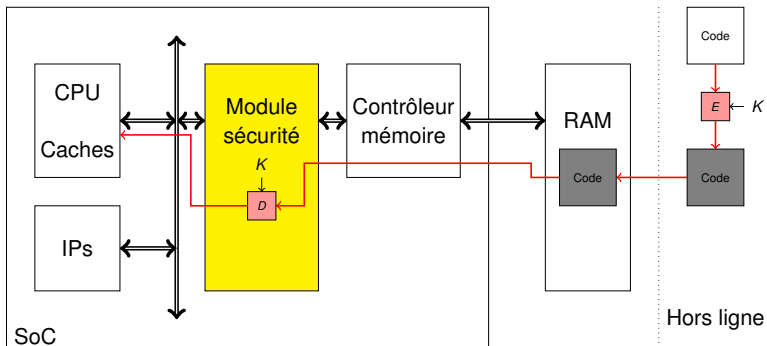 CPU
Caches
IPs
SoC
Module
sécurité
K
D
Contrôleur
mémoire
RAM
Code
Code
E
K
Code
Hors ligne